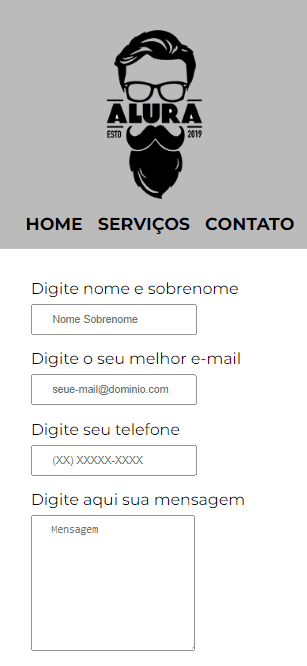 ALURA
ESTD 2019
HOME SERVIÇOS CONTATO
Digite nome e sobrenome
Nome Sobrenome
Digite o seu melhor e-mail
seue-mail@dominio.com
Digite seu telefone
(XX) XXXXX-XXXX
Digite aqui sua mensagem
Mensagem